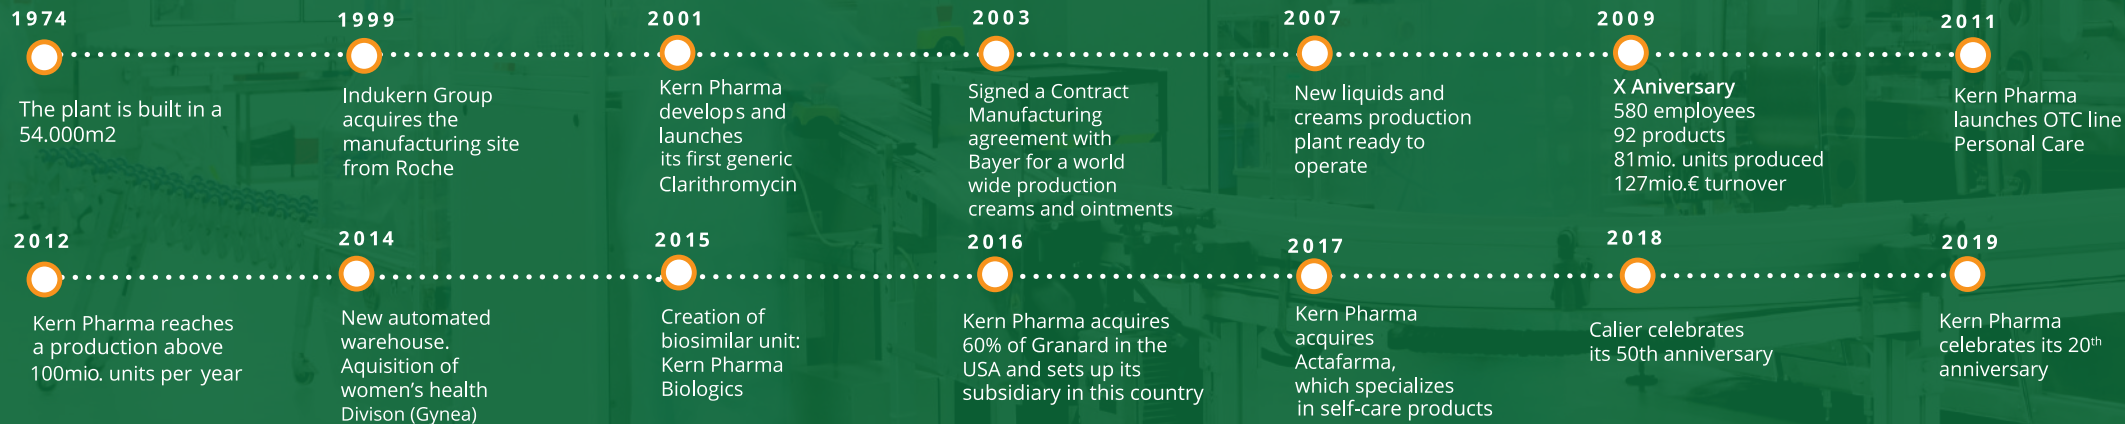 1974
The plant is built in a
54.000m2
1999
Indukern Group
acquires the
manufacturing site
from Roche
2001
Kern Pharma
develops and
launches
its first generic
Clarithromycin
2003
Signed a Contract
Manufacturing
agreement with
Bayer for a world
wide production
creams and ointments
2007
New liquids and
creams production
plant ready to
operate
2009
X Aniversary
580 employees
92 products
81mio. units produced
127mio.€ turnover
2011
Kern Pharma
launches OTC line
Personal Care
2012
Kern Pharma reaches
a production above
100mio. units per year
2014
New automated
warehouse.
Aquisition of
women's health
Divison (Gynea)
2015
Creation of
biosimilar unit:
Kern Pharma
Biologics
2016
Kern Pharma acquires
60% of Granard in the
USA and sets up its
subsidiary in this country
2017
Kern Pharma
acquires
Actafarma,
which specializes
in self-care products
2018
Calier celebrates
its 50th anniversary
2019
Kern Pharma
celebrates its 20th
anniversary